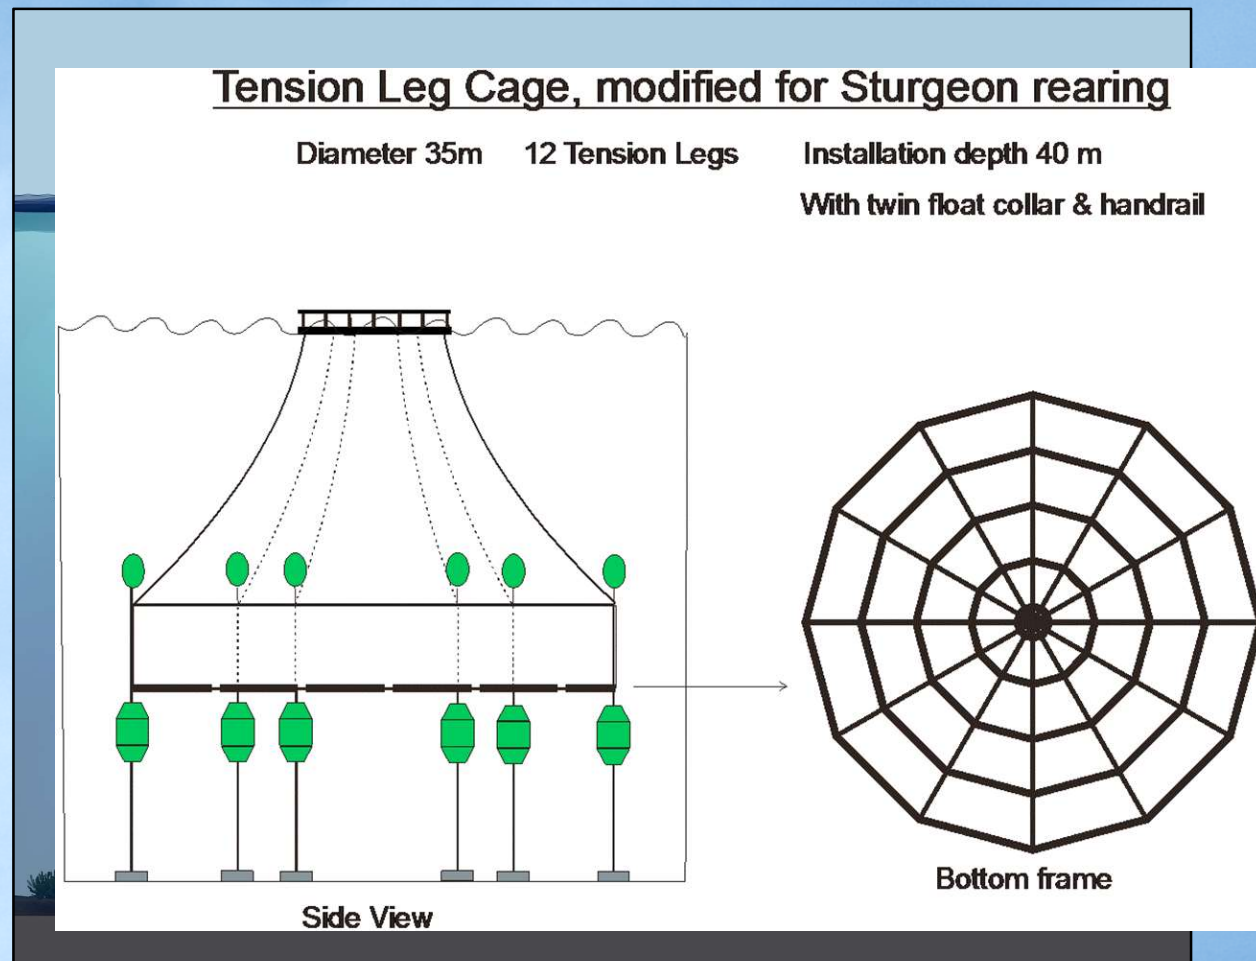 Tension Leg Cage, modified for Sturgeon rearing
Diameter 35m 12 Tension Legs Installation depth 40 m
With twin float collar & handrail
Bottom frame
Side View